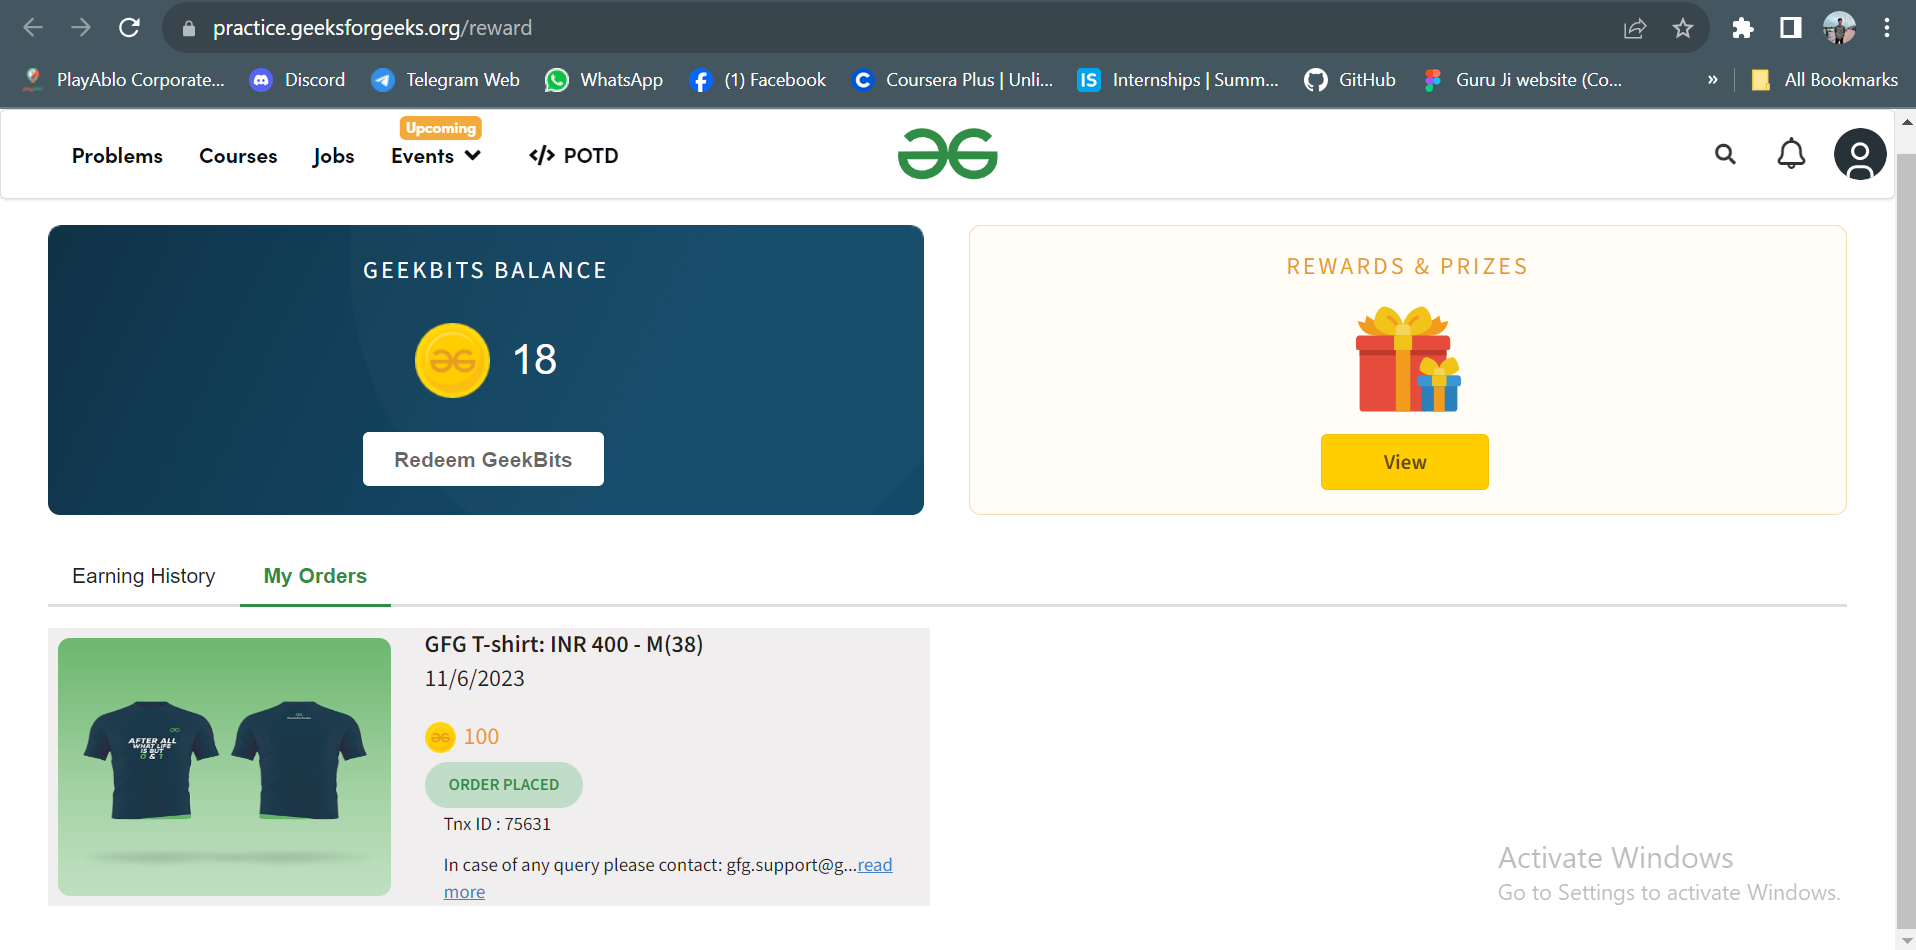 practice.geeksforgeeks.org/reward
PlayAblo Corporate... Discord Telegram Web WhatsApp (1) Facebook Coursera Plus | Unli... IS Internships | Summ... GitHub Guru Ji website (Co... » All Bookmarks
Upcoming
Problems Courses Jobs Events </> POTD
GEEKBITS BALANCE
18
Redeem GeekBits
REWARDS & PRIZES
View
Earning History My Orders
AFTER ALL
WHAT LIFE
IS BUT
0 & 1
GFG T-shirt: INR 400 - M(38)
11/6/2023
100
ORDER PLACED
Tnx ID : 75631
In case of any query please contact: gfg.support@g...read
more
Activate Windows
Go to Settings to activate Windows.